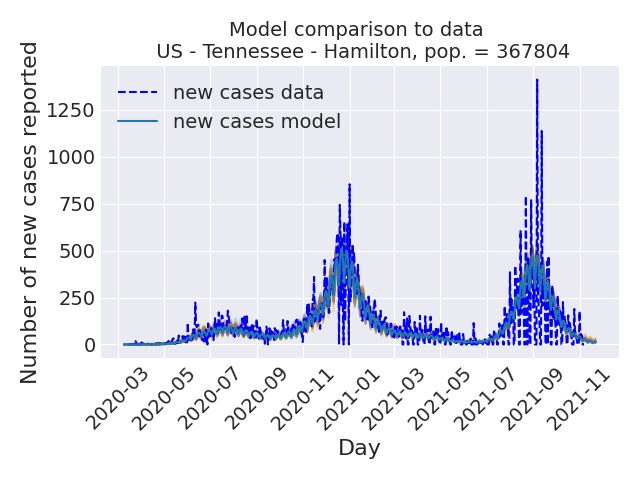 Model comparison to data
US - Tennessee - Hamilton, pop. = 367804
Number of new cases reported
new cases data
new cases model
1250
1000
750
500
250
0
2020-03
2020-05
2020-07
2020-09
2020-11
2021-01
2021-03
2021-05
2021-07
2021-09
2021-11
Day